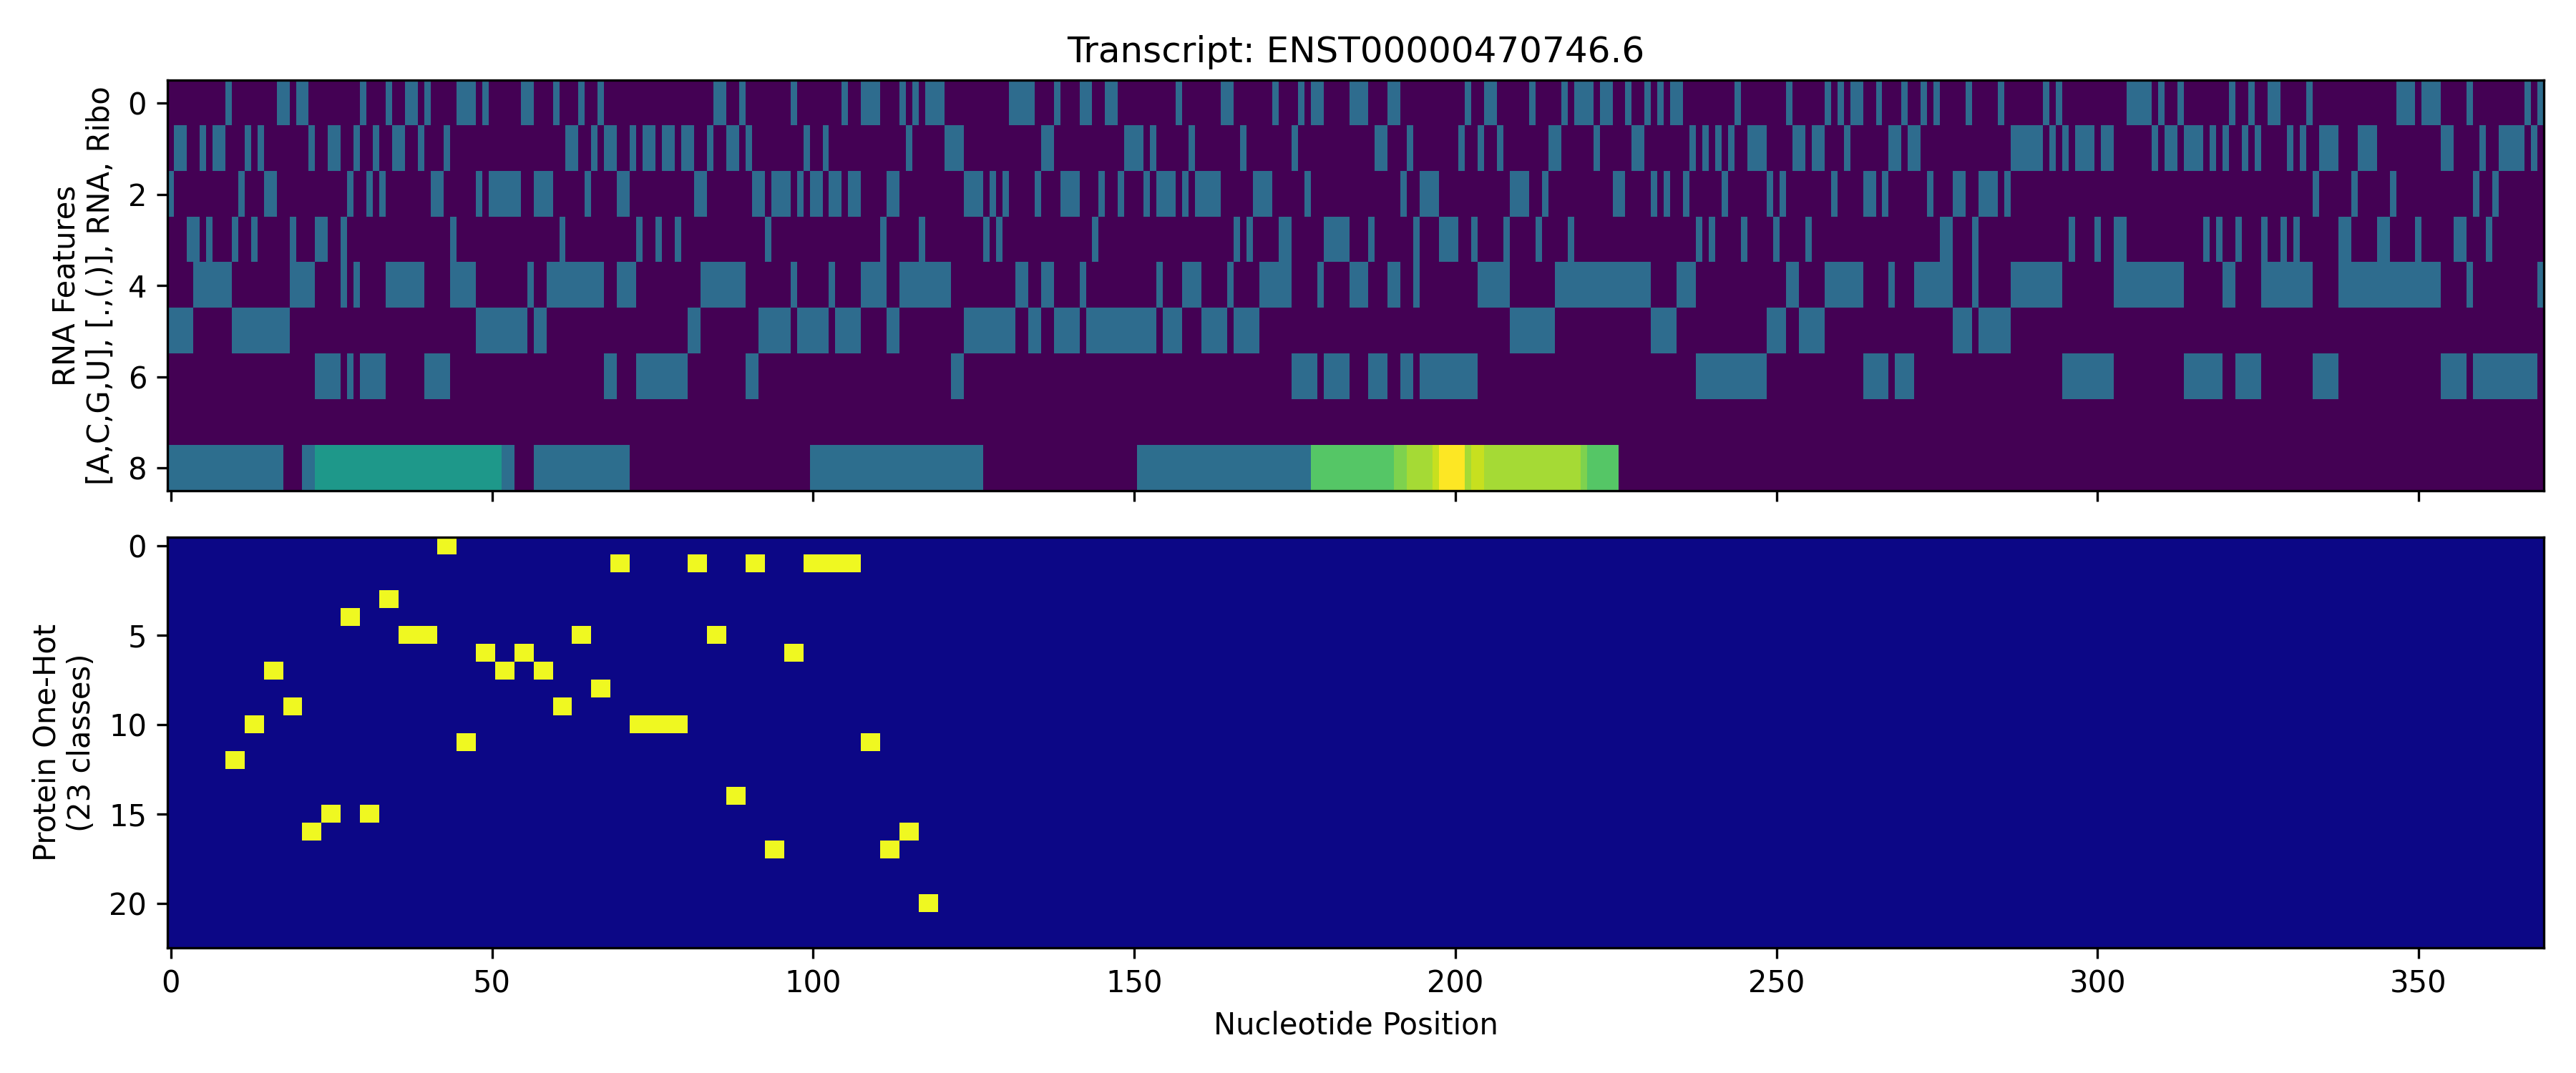 Transcript: ENST00000470746.6
RNA Features
[A,C,G,U], [.,(,)], RNA, Ribo
0
2
4
6
8
Protein One-Hot
(23 classes)
0
5
10
15
20
0 50 100 150 200 250 300 350
Nucleotide Position